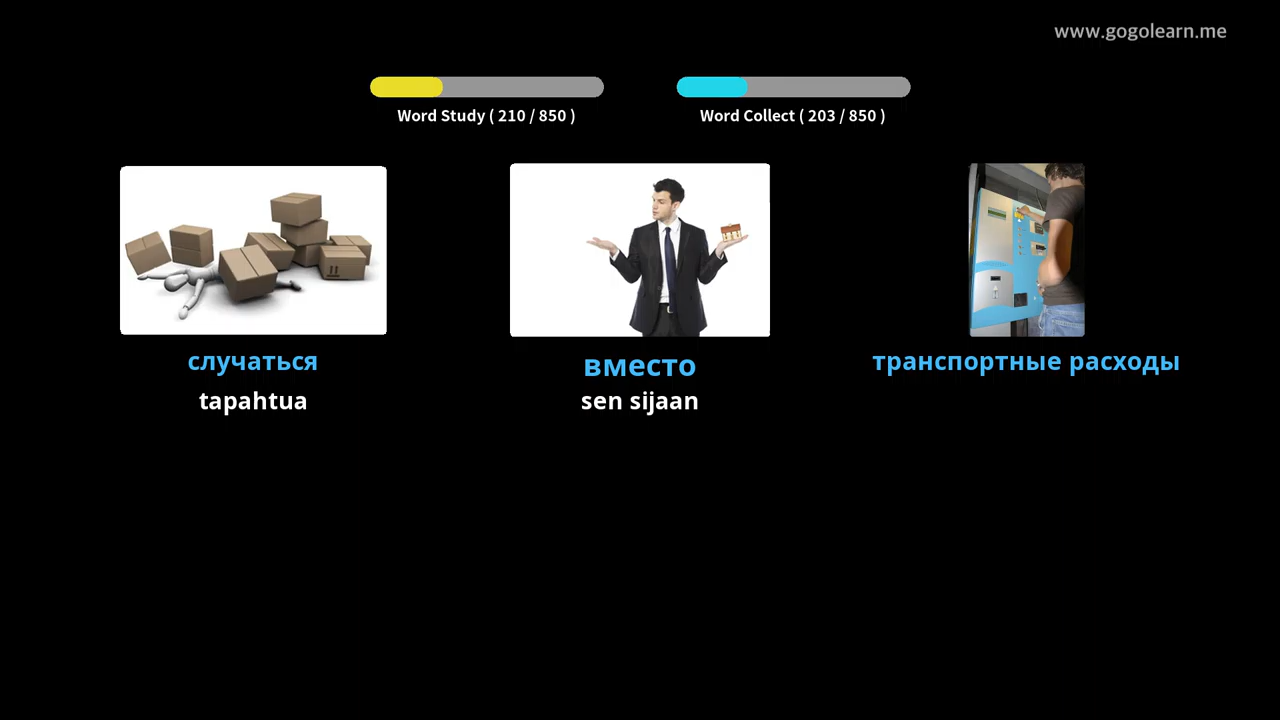 www.gogolearn.me
Word Study ( 210 / 850 )
Word Collect ( 203 / 850 )
случаться
вместо
транспортные расходы
tapahtua
sen sijaan